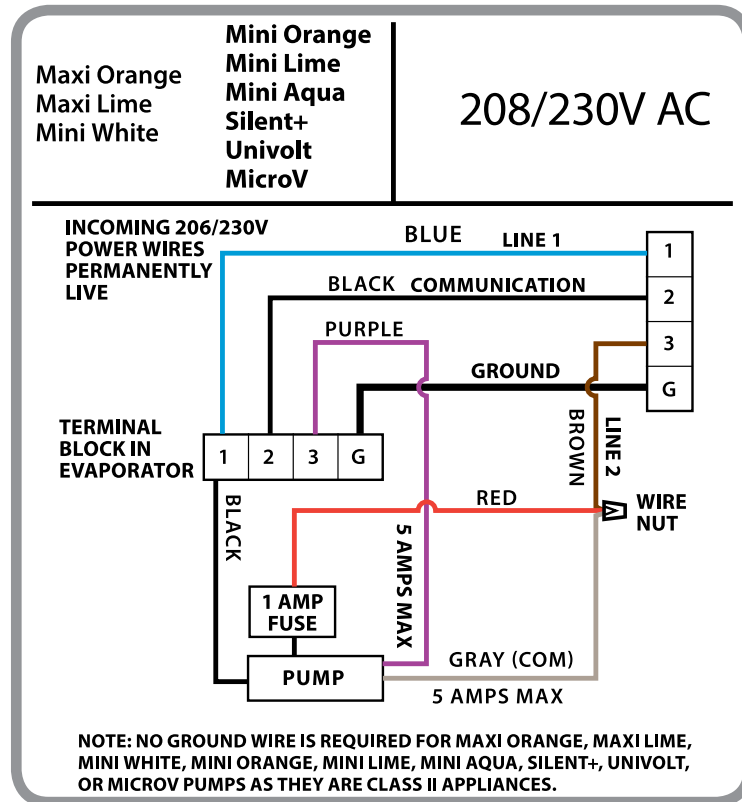 Maxi Orange
Maxi Lime
Mini White
Mini Orange
Mini Lime
Mini Aqua
Silent+
Univolt
MicroV
208/230V AC
INCOMING 206/230V
POWER WIRES
PERMANENTLY
LIVE
BLUE LINE 1
1
BLACK COMMUNICATION
2
PURPLE
3
GROUND
G
TERMINAL
BLOCK IN
EVAPORATOR
1 2 3 G
BROWN
LINE 2
BLACK
RED
WIRE
NUT
5 AMPS MAX
1 AMP
FUSE
PUMP
GRAY (COM)
5 AMPS MAX
NOTE: NO GROUND WIRE IS REQUIRED FOR MAXI ORANGE, MAXI LIME,
MINI WHITE, MINI ORANGE, MINI LIME, MINI AQUA, SILENT+, UNIVOLT,
OR MICROV PUMPS AS THEY ARE CLASS II APPLIANCES.